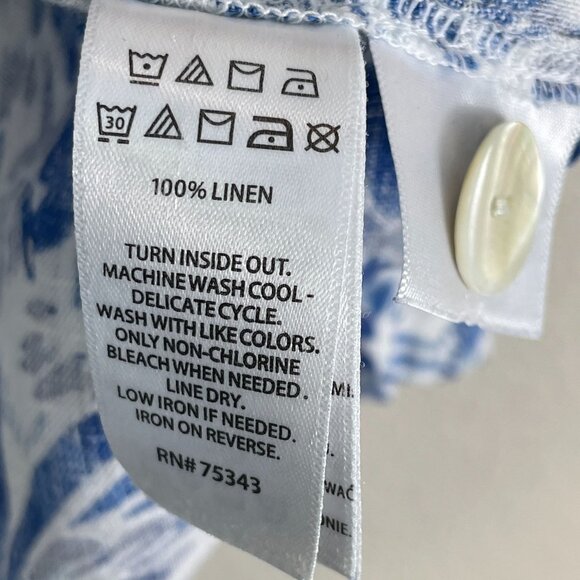 30
100% LINEN
TURN INSIDE OUT.
MACHINE WASH COOL -
DELICATE CYCLE.
WASH WITH LIKE COLORS.
ONLY NON-CHLORINE
BLEACH WHEN NEEDED.
LINE DRY.
LOW IRON IF NEEDED.
IRON ON REVERSE.
RN# 75343